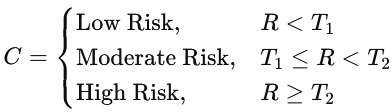 C = { Low Risk, R < T₁
Moderate Risk, T₁ ≤ R < T₂
High Risk, R ≥ T₂